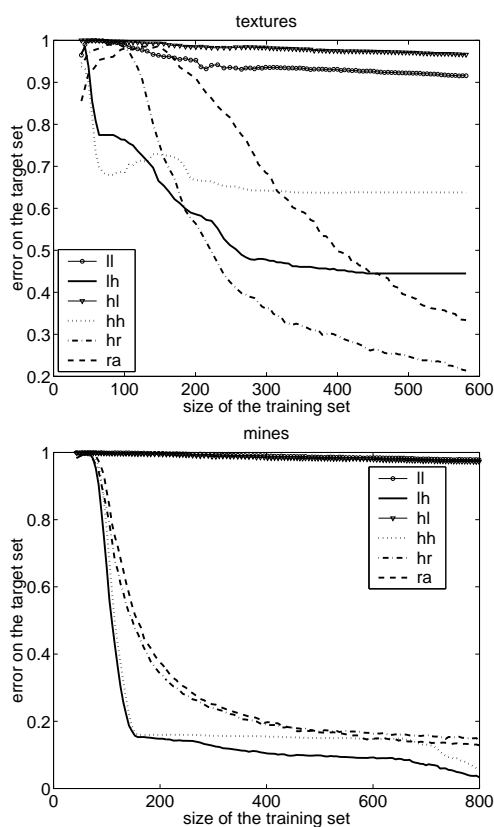 textures
1
0.9
0.8
0.7
0.6
0.5
0.4
0.3
0.2
error on the target set
ll
lh
hl
hh
hr
ra
0 100 200 300 400 500 600
size of the training set
mines
1
0.8
0.6
0.4
0.2
0
error on the target set
ll
lh
hl
hh
hr
ra
0 200 400 600 800
size of the training set